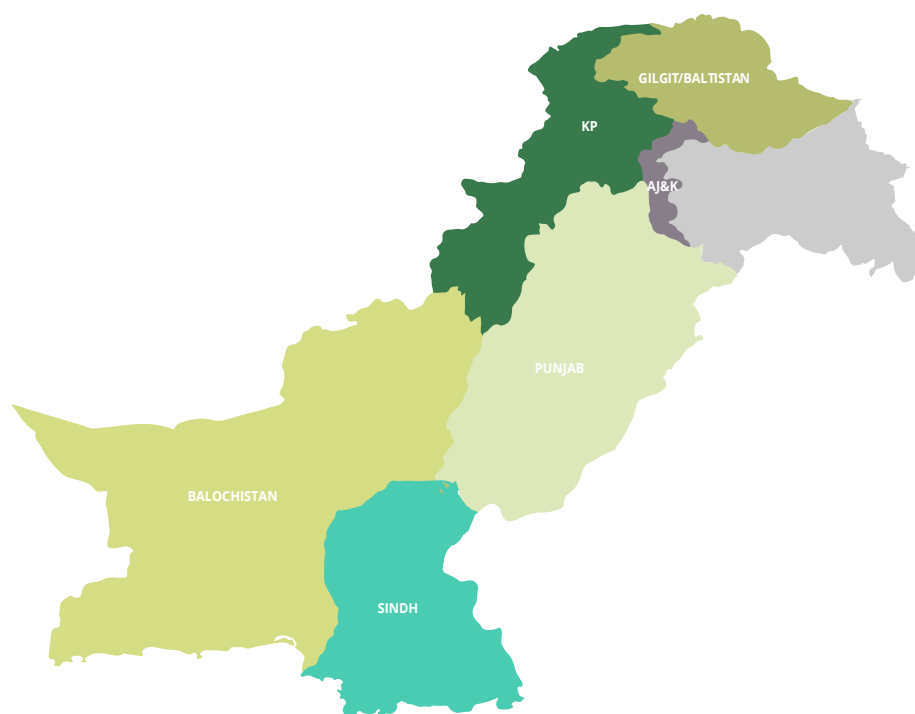 GILGIT/BALTISTAN
KP
AJ&K
PUNJAB
BALOCHISTAN
SINDH